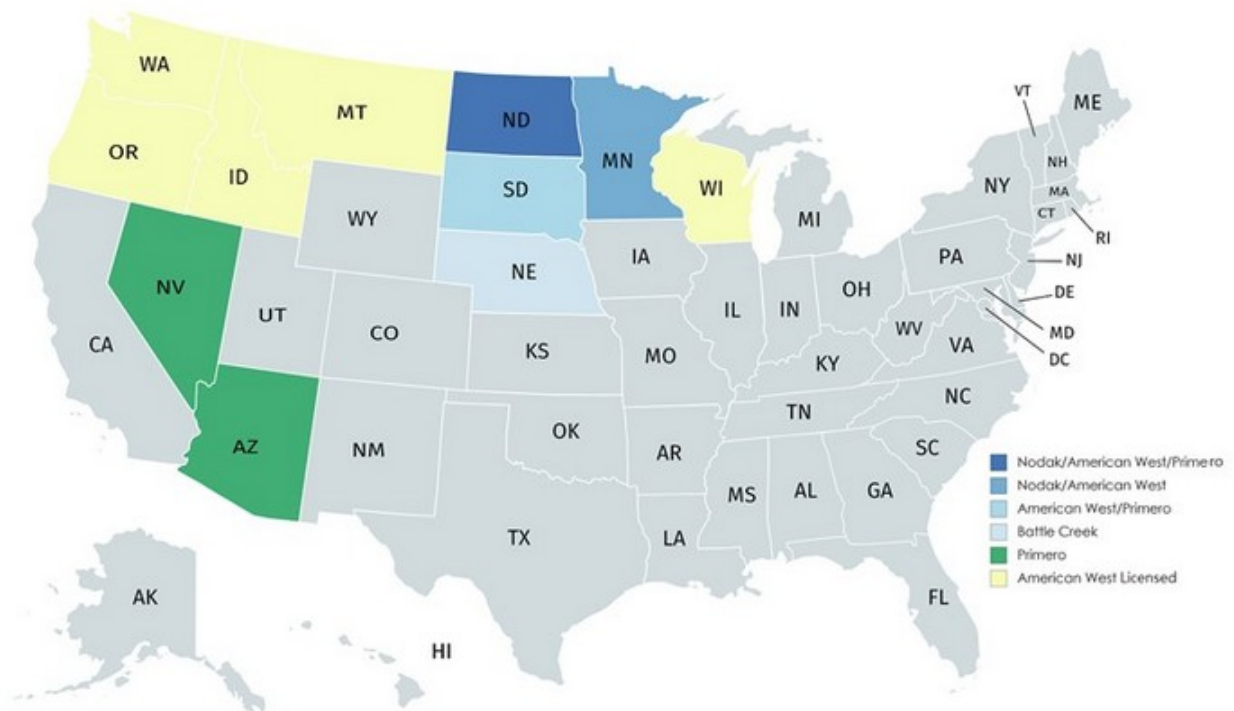 WA
MT
ND
MN
OR
ID
SD
WI
WY
NE
IA
MI
NV
UT
CO
CA
KS
MO
IL
IN
OH
KY
WV
VA
PA
NY
VT
NH
ME
MA
CT
RI
NJ
DE
MD
DC
AZ
NM
OK
AR
TN
NC
SC
MS
AL
GA
TX
LA
FL
AK
HI
Nodak/American West/Primero
Nodak/American West
American West/Primero
Battle Creek
Primero
American West Licensed